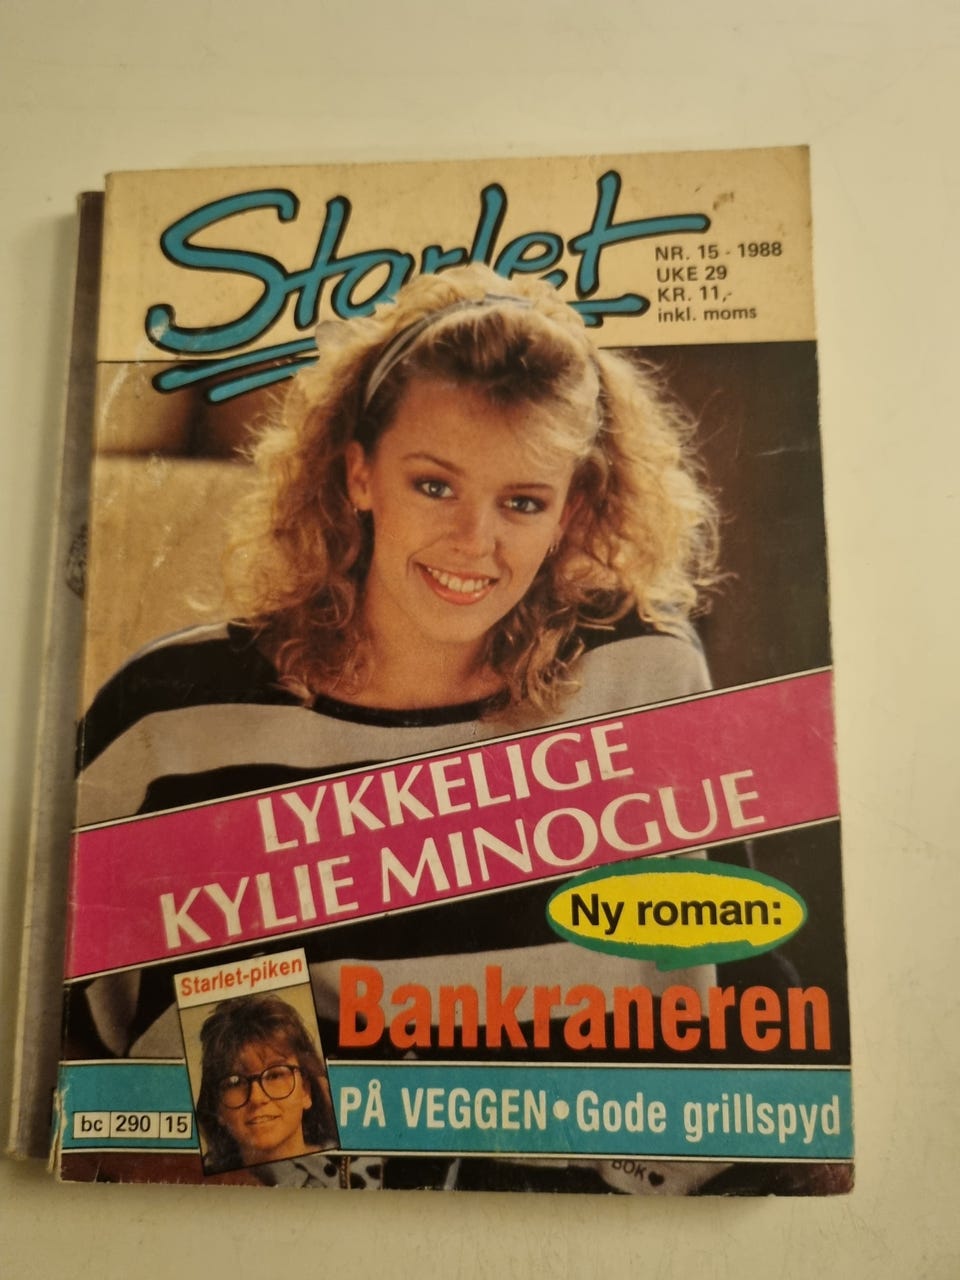 Starlet
NR. 15 - 1988
UKE 29
KR. 11,-
inkl. moms
LYKKELIGE
KYLIE MINOGUE
Ny roman:
Starlet-piken
Bankraneren
PÅ VEGGEN • Gode grillspyd
bc 290 15
BOK